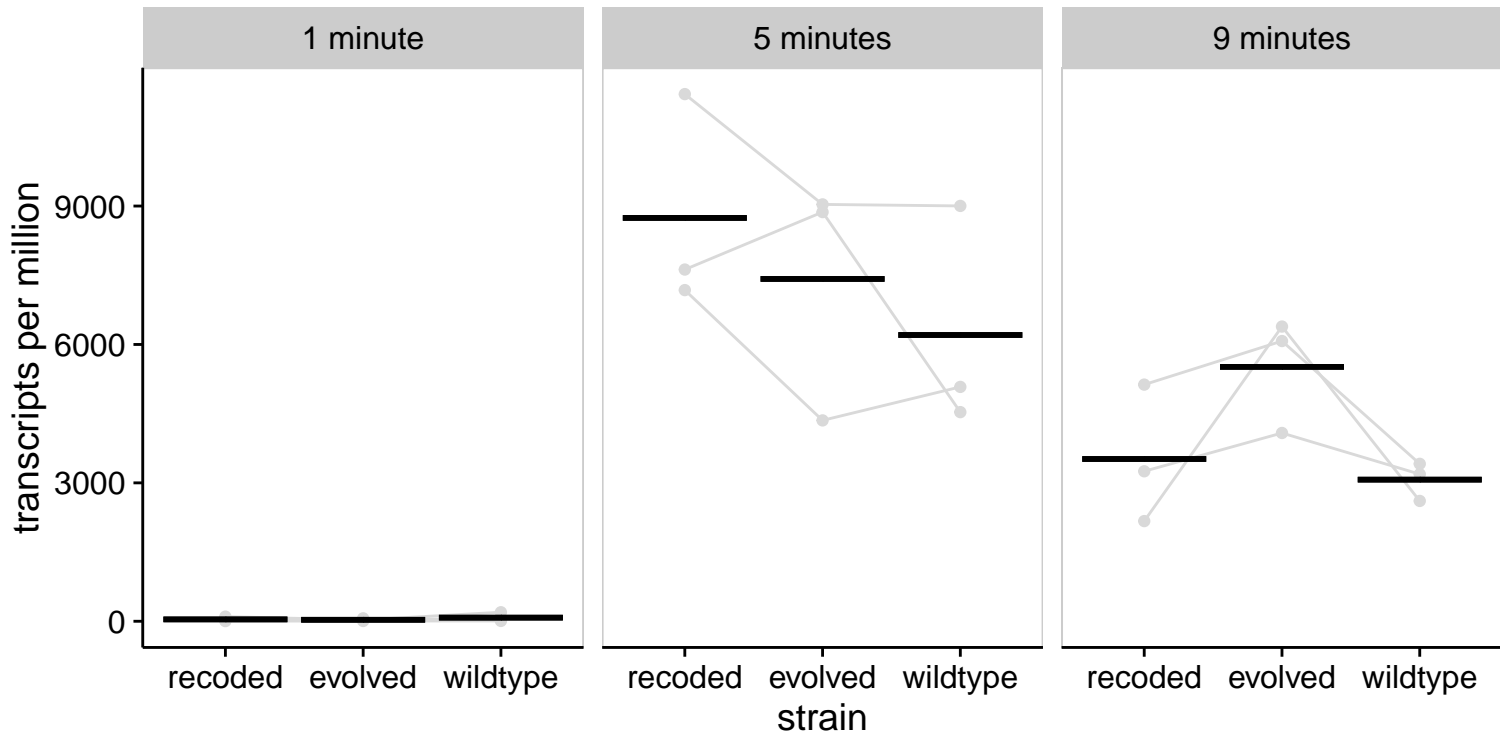 1 minute
5 minutes
9 minutes
transcripts per million
9000
6000
3000
0
recoded evolved wildtype
recoded evolved wildtype
recoded evolved wildtype
strain